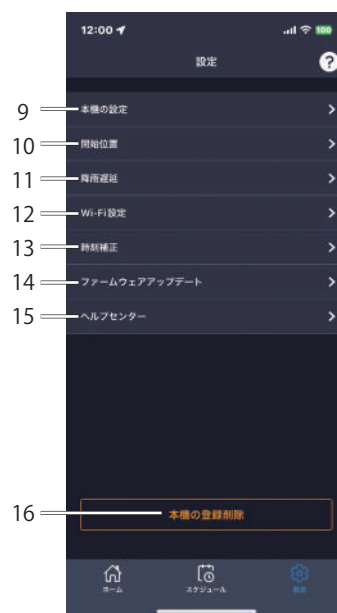 12:00
100
設定
?
9 本機の設定
10 開始位置
11 降雨遅延
12 Wi-Fi設定
13 時刻補正
14 ファームウェアアップデート
15 ヘルプセンター
16 本機の登録削除
ホーム スケジュール 設定